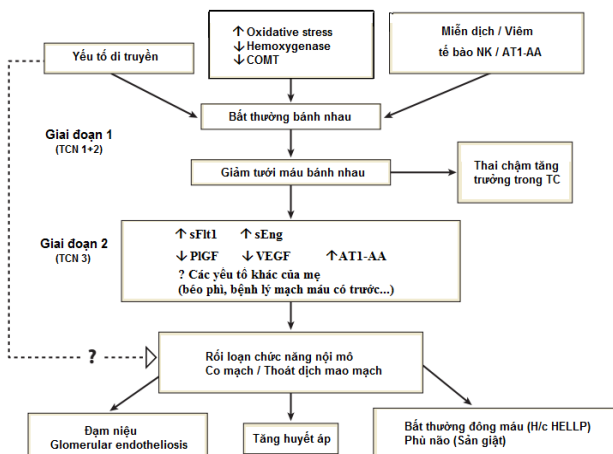 Yếu tố di truyền
↑ Oxidative stress
↓ Hemoxygenase
↓ COMT
Miễn dịch / Viêm
tế bào NK / AT1-AA
Bất thường bánh nhau
Giai đoạn 1
(TCN 1+2)
Giảm tưới máu bánh nhau
Thai chậm tăng
trưởng trong TC
Giai đoạn 2
(TCN 3)
↑ sFlt1 ↑ sEng
↓ PlGF ↓ VEGF ↑ AT1-AA
? Các yếu tố khác của mẹ
(béo phì, bệnh lý mạch máu có trước...)
?
Rối loạn chức năng nội mô
Co mạch / Thoát dịch mao mạch
Đạm niệu
Glomerular endotheliosis
Tăng huyết áp
Bất thường đông máu (H/c HELLP)
Phù não (Sản giật)